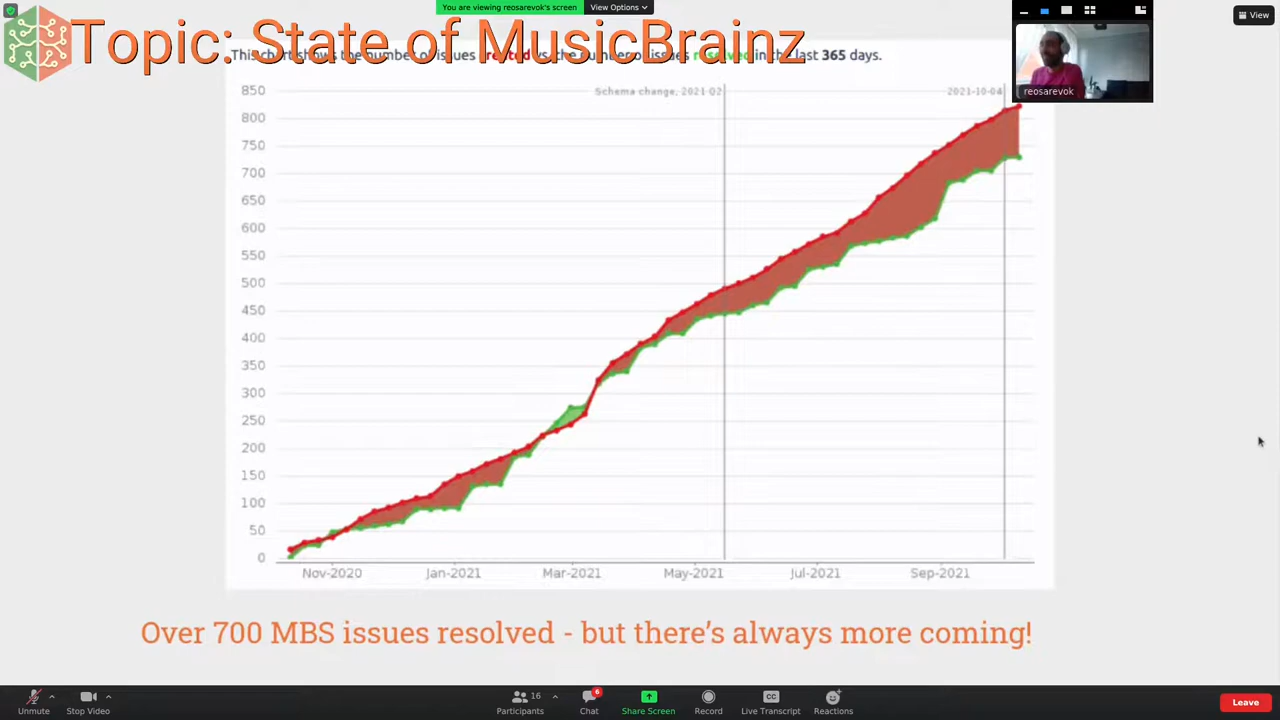 You are viewing reosarevok's screen
View Options
View
Topic: State of MusicBrainz
This chart shows the number of issues created vs the number of issues resolved in the last 365 days.
reosarevok
850
800
750
700
650
600
550
500
450
400
350
300
250
200
150
100
50
0
Schema change, 2021 Q2
2021-10-04
Nov-2020
Jan-2021
Mar-2021
May-2021
Jul-2021
Sep-2021
Over 700 MBS issues resolved - but there's always more coming!
Unmute
Stop Video
16
Participants
6
Chat
Share Screen
Record
CC
Live Transcript
Reactions
Leave